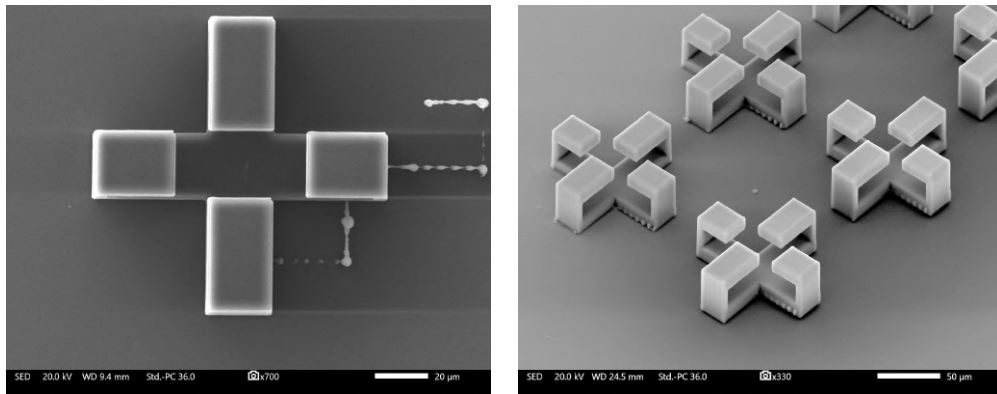 SED 20.0 kV WD 9.4 mm Std.-PC 36.0 x700 20 μm
SED 20.0 kV WD 24.5 mm Std.-PC 36.0 x330 50 μm